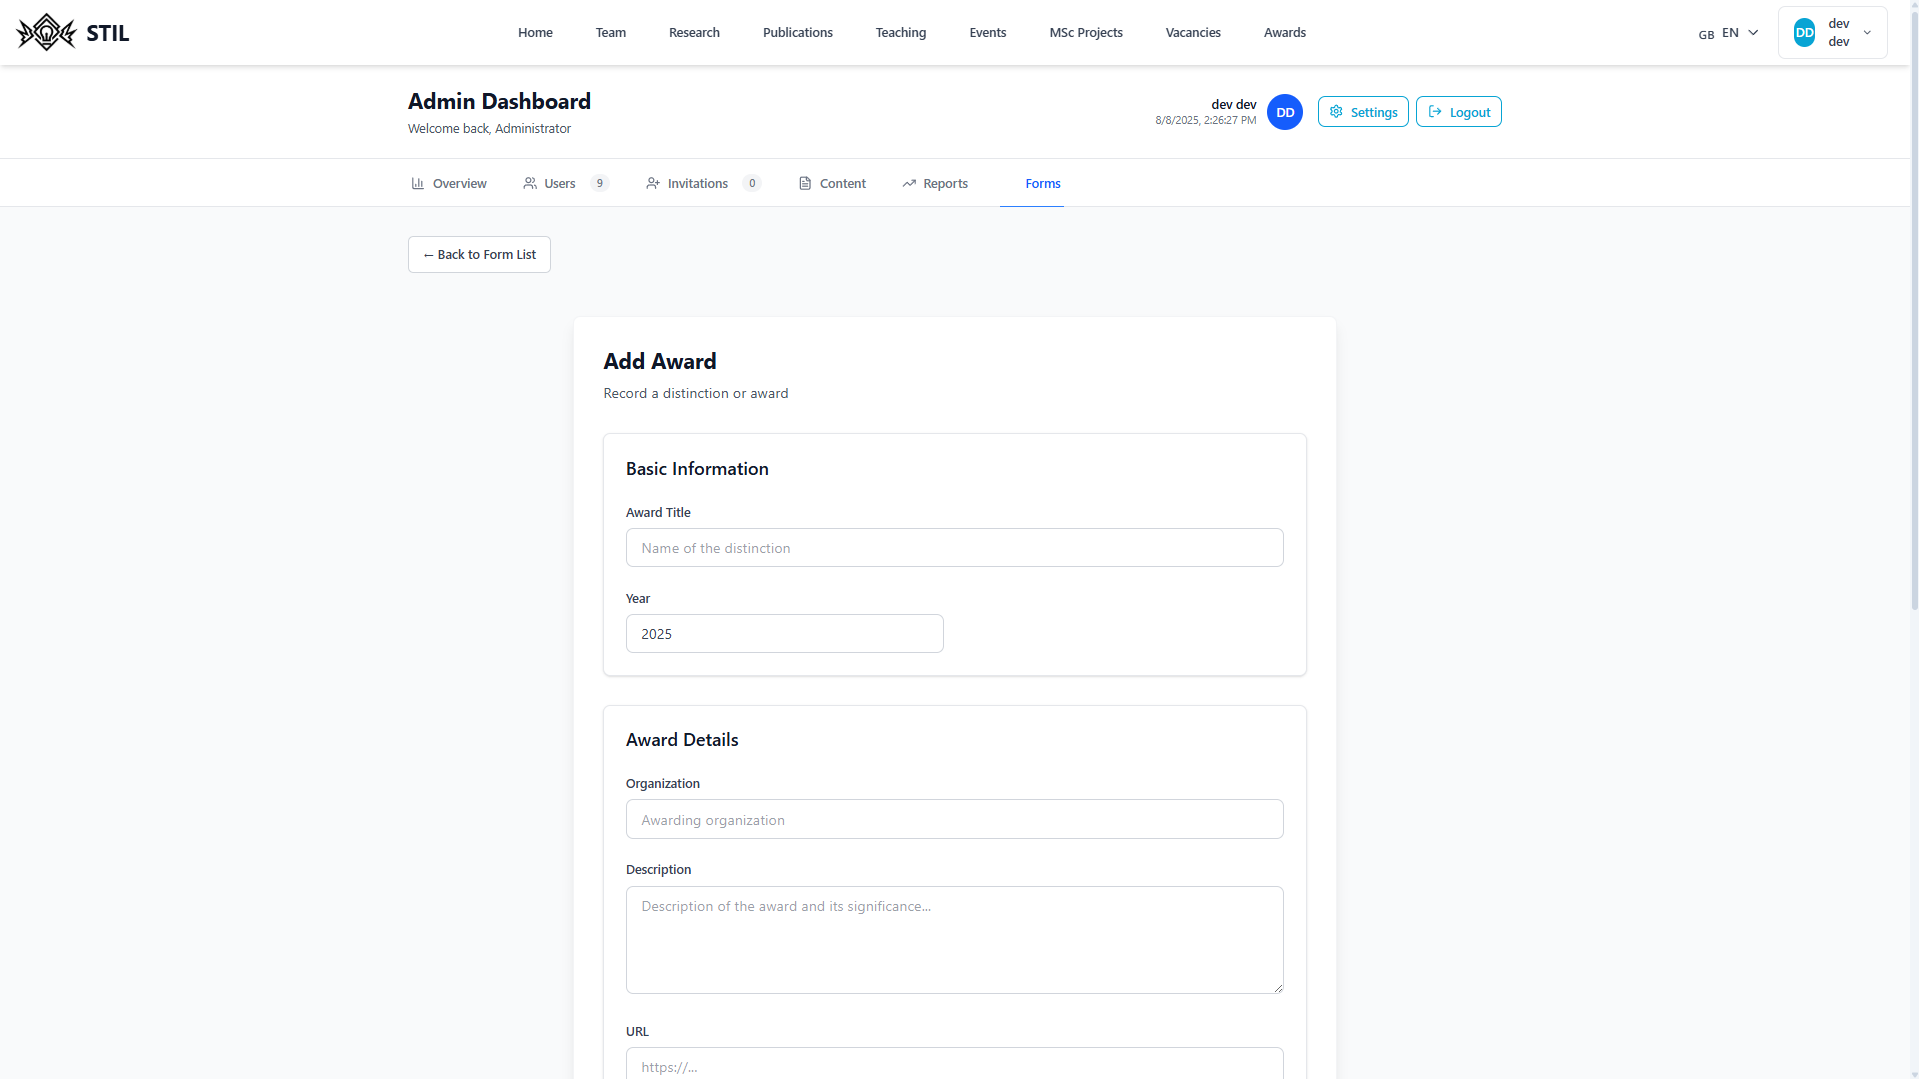 STIL
Home Team Research Publications Teaching Events MSc Projects Vacancies Awards
GB EN
DD dev dev
Admin Dashboard
Welcome back, Administrator
dev dev
8/8/2025, 2:26:27 PM
DD
Settings
Logout
Overview Users 9 Invitations 0 Content Reports Forms
← Back to Form List
Add Award
Record a distinction or award
Basic Information
Award Title
Name of the distinction
Year
2025
Award Details
Organization
Awarding organization
Description
Description of the award and its significance...
URL
https://...